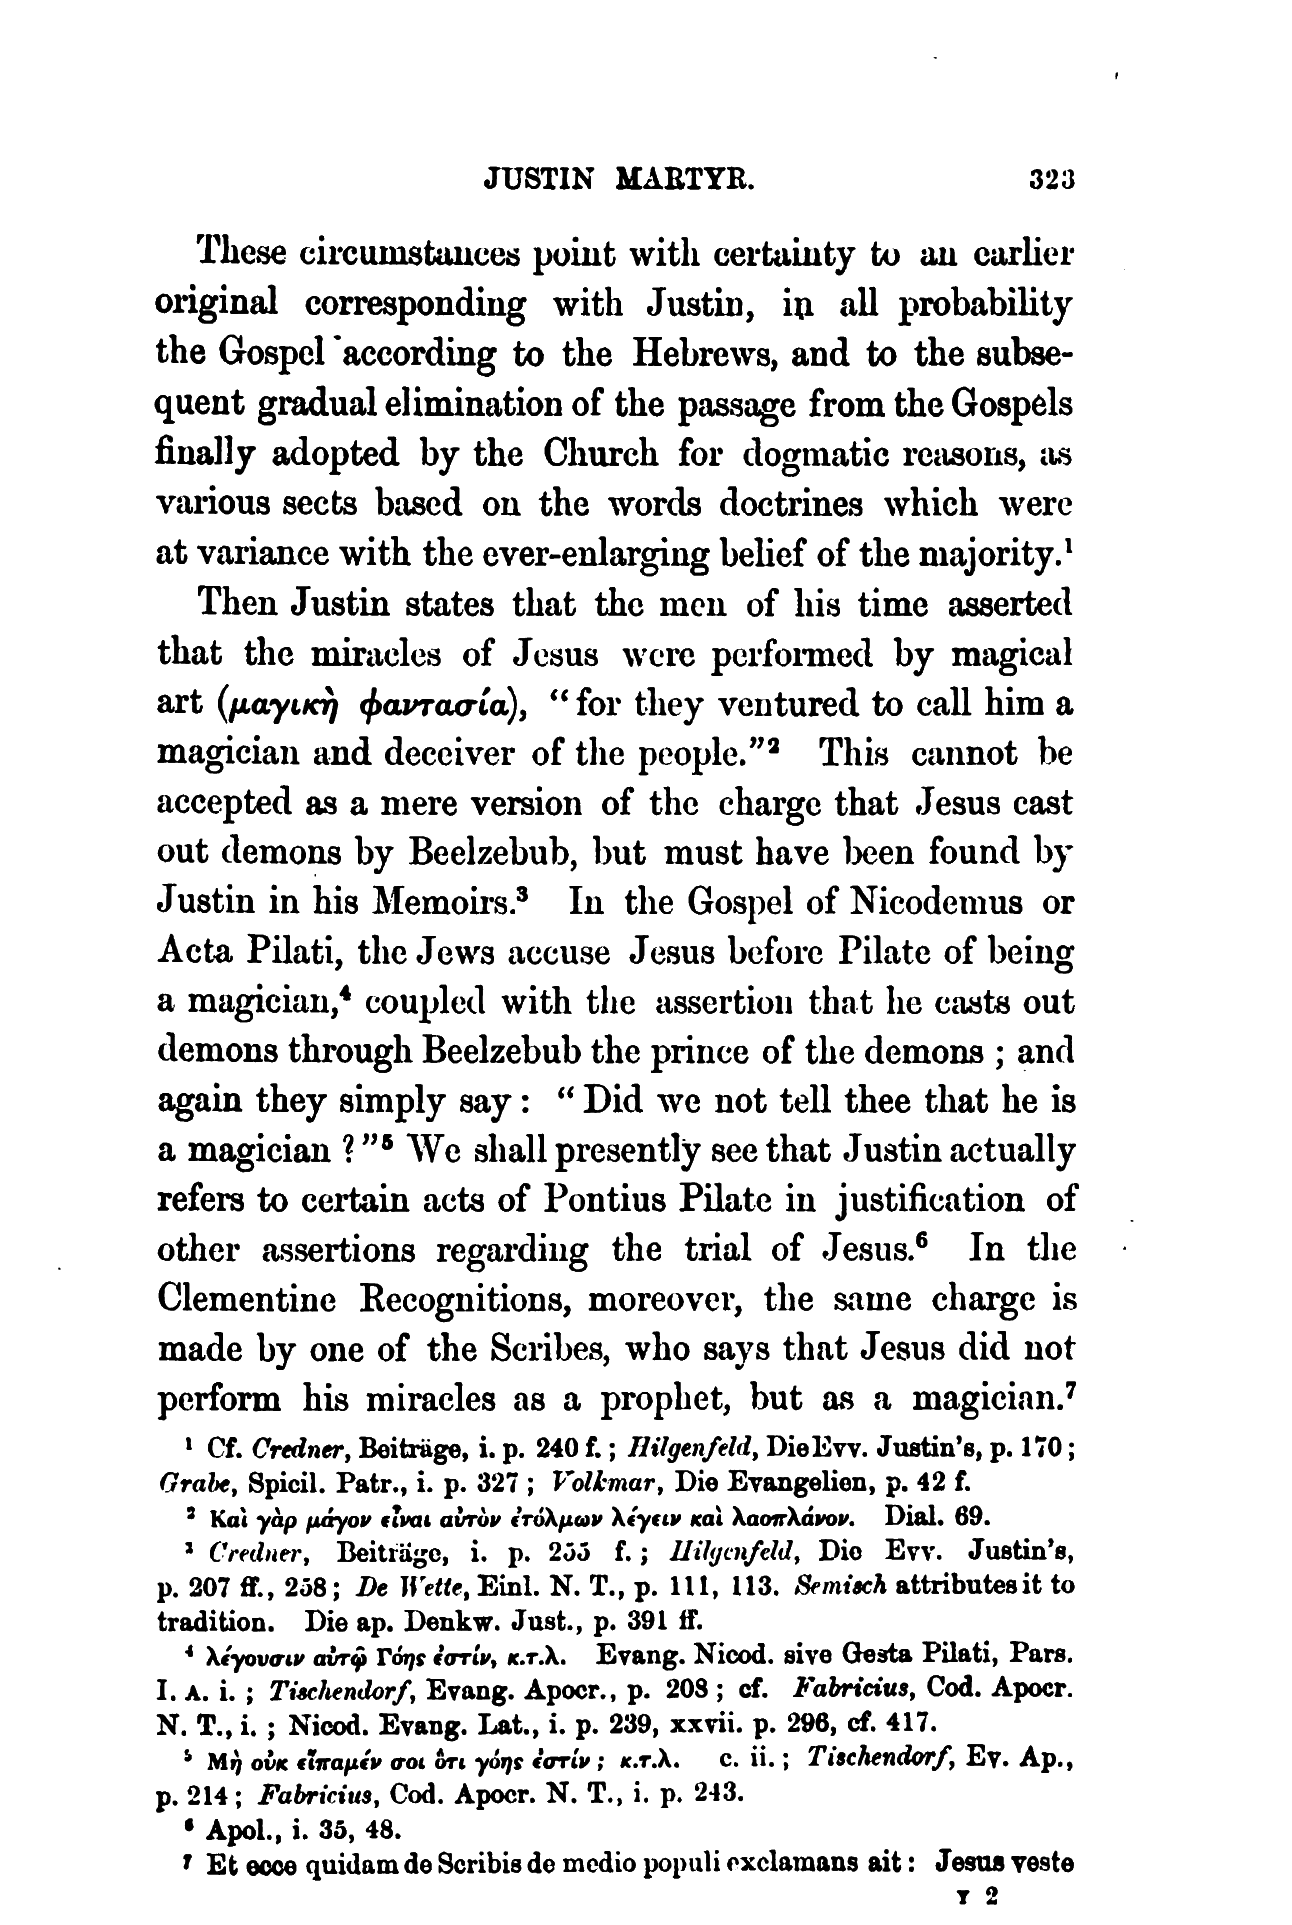 JUSTIN MARTYR. 323
These circumstances point with certainty to an earlier
original corresponding with Justin, in all probability
the Gospel according to the Hebrews, and to the subse-
quent gradual elimination of the passage from the Gospels
finally adopted by the Church for dogmatic reasons, as
various sects based on the words doctrines which were
at variance with the ever-enlarging belief of the majority.¹
Then Justin states that the men of his time asserted
that the miracles of Jesus were performed by magical
art (μαγικὴ φαντασία), “for they ventured to call him a
magician and deceiver of the people.”² This cannot be
accepted as a mere version of the charge that Jesus cast
out demons by Beelzebub, but must have been found by
Justin in his Memoirs.³ In the Gospel of Nicodemus or
Acta Pilati, the Jews accuse Jesus before Pilate of being
a magician,⁴ coupled with the assertion that he casts out
demons through Beelzebub the prince of the demons ; and
again they simply say : “Did we not tell thee that he is
a magician ?”⁵ We shall presently see that Justin actually
refers to certain acts of Pontius Pilate in justification of
other assertions regarding the trial of Jesus.⁶ In the
Clementine Recognitions, moreover, the same charge is
made by one of the Scribes, who says that Jesus did not
perform his miracles as a prophet, but as a magician.⁷
¹ Cf. Credner, Beiträge, i. p. 240 f. ; Hilgenfeld, Die Evv. Justin's, p. 170 ;
Grabe, Spicil. Patr., i. p. 327 ; Volkmar, Die Evangelien, p. 42 f.
² Καὶ γὰρ μάγον εἶναι αὐτὸν ἐτόλμων λέγειν καὶ λαοπλάνον. Dial. 69.
³ Credner, Beiträge, i. p. 255 f. ; Hilgenfeld, Die Evv. Justin's,
p. 207 ff., 258 ; De Wette, Einl. N. T., p. 111, 113. Semisch attributes it to
tradition. Die ap. Denkw. Just., p. 391 ff.
⁴ λέγουσιν αὐτῷ Γόης ἐστίν, κ.τ.λ. Evang. Nicod. sive Gesta Pilati, Pars.
I. A. i. ; Tischendorf, Evang. Apocr., p. 208 ; cf. Fabricius, Cod. Apocr.
N. T., i. ; Nicod. Evang. Lat., i. p. 239, xxvii. p. 296, cf. 417.
⁵ Μὴ οὐκ εἴπαμέν σοι ὅτι γόης ἐστίν ; κ.τ.λ. c. ii. ; Tischendorf, Ev. Ap.,
p. 214 ; Fabricius, Cod. Apocr. N. T., i. p. 243.
⁶ Apol., i. 35, 48.
⁷ Et ecce quidam de Scribis de medio populi exclamans ait : Jesus veste
Y 2